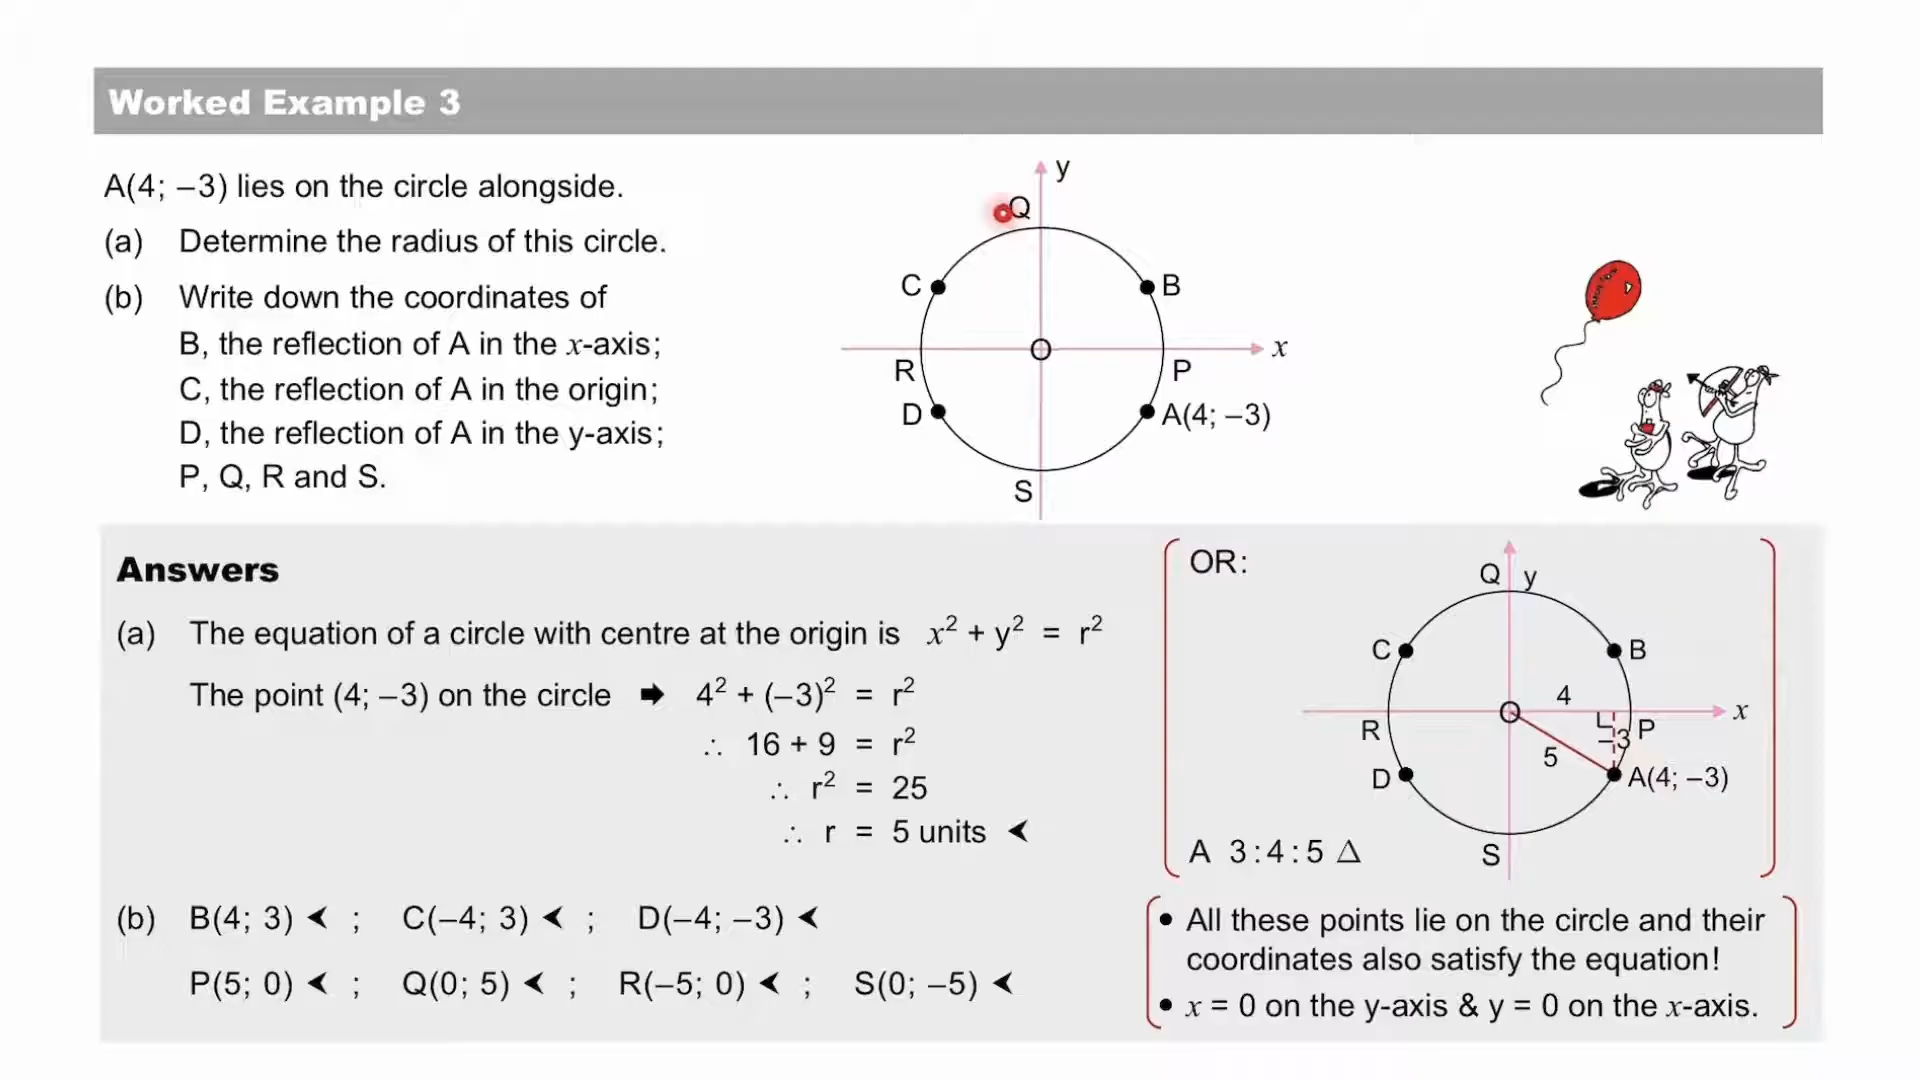 Worked Example 3
A(4; –3) lies on the circle alongside.
(a) Determine the radius of this circle.
(b) Write down the coordinates of
B, the reflection of A in the x-axis;
C, the reflection of A in the origin;
D, the reflection of A in the y-axis;
P, Q, R and S.
y
Q
C
B
O
x
R
P
D
A(4; –3)
S
Answers
(a) The equation of a circle with centre at the origin is x² + y² = r²
The point (4; –3) on the circle ➡ 4² + (–3)² = r²
∴ 16 + 9 = r²
∴ r² = 25
∴ r = 5 units ⮜
(b) B(4; 3) ⮜ ; C(–4; 3) ⮜ ; D(–4; –3) ⮜
P(5; 0) ⮜ ; Q(0; 5) ⮜ ; R(–5; 0) ⮜ ; S(0; –5) ⮜
OR:
Q y
C
B
4
O
x
R
–3
P
5
D
A(4; –3)
S
A 3 : 4 : 5 Δ
• All these points lie on the circle and their
coordinates also satisfy the equation!
• x = 0 on the y-axis & y = 0 on the x-axis.